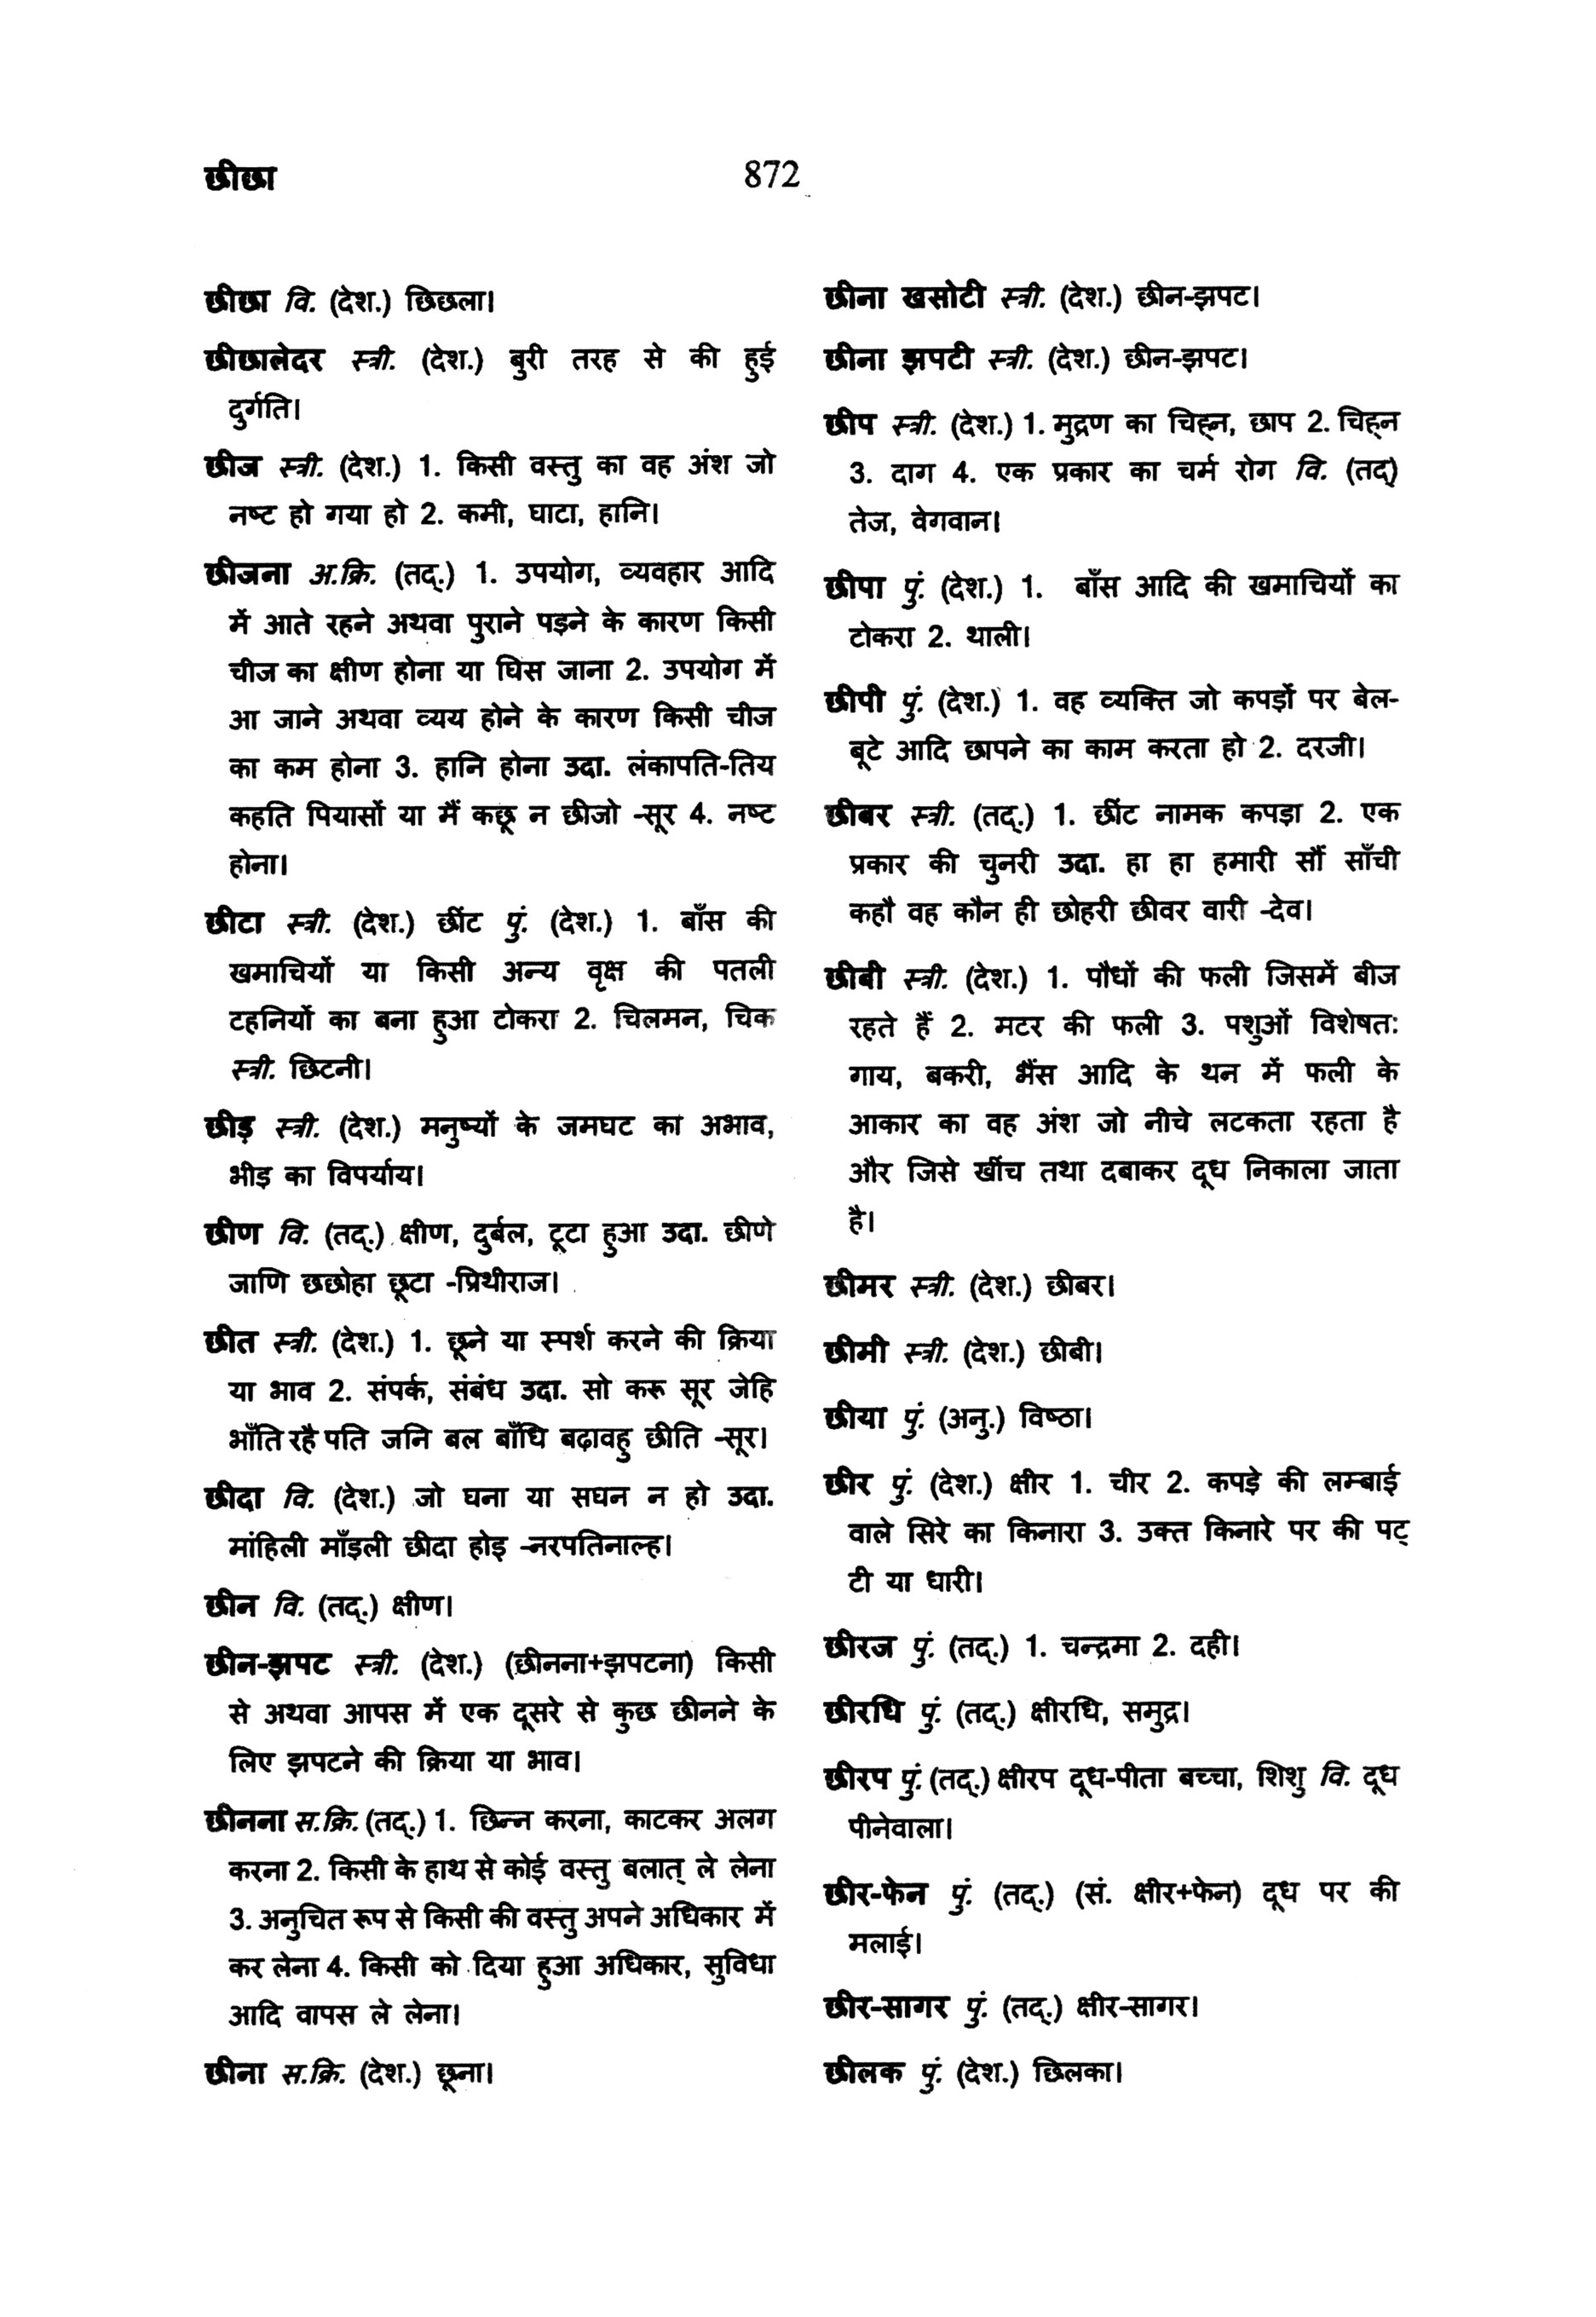 छीछा
872
छीछा वि. (देश.) छिछला।
छीछालेदर स्त्री. (देश.) बुरी तरह से की हुई
दुर्गति।
छीज स्त्री. (देश.) 1. किसी वस्तु का वह अंश जो
नष्ट हो गया हो 2. कमी, घाटा, हानि।
छीजना अ.क्रि. (तद्.) 1. उपयोग, व्यवहार आदि
में आते रहने अथवा पुराने पड़ने के कारण किसी
चीज का क्षीण होना या घिस जाना 2. उपयोग में
आ जाने अथवा व्यय होने के कारण किसी चीज
का कम होना 3. हानि होना उदा. लंकापति-तिय
कहति पियासों या मैं कछू न छीजो -सूर 4. नष्ट
होना।
छीटा स्त्री. (देश.) छींट पुं. (देश.) 1. बाँस की
खमाचियों या किसी अन्य वृक्ष की पतली
टहनियों का बना हुआ टोकरा 2. चिलमन, चिक
स्त्री. छिटनी।
छीड़ स्त्री. (देश.) मनुष्यों के जमघट का अभाव,
भीड़ का विपर्याय।
छीण वि. (तद्.) क्षीण, दुर्बल, टूटा हुआ उदा. छीणे
जाणि छछोहा छूटा -प्रिथीराज।
छीत स्त्री. (देश.) 1. छूने या स्पर्श करने की क्रिया
या भाव 2. संपर्क, संबंध उदा. सो करू सूर जेहि
भाँति रहै पति जनि बल बाँधि बढ़ावहु छीति -सूर।
छीदा वि. (देश.) जो घना या सघन न हो उदा.
मांहिली माँड़ली छीदा होइ -नरपतिनाल्ह।
छीन वि. (तद्.) क्षीण।
छीन-झपट स्त्री. (देश.) (छीनना+झपटना) किसी
से अथवा आपस में एक दूसरे से कुछ छीनने के
लिए झपटने की क्रिया या भाव।
छीनना स.क्रि. (तद्.) 1. छिन्न करना, काटकर अलग
करना 2. किसी के हाथ से कोई वस्तु बलात् ले लेना
3. अनुचित रूप से किसी की वस्तु अपने अधिकार में
कर लेना 4. किसी को दिया हुआ अधिकार, सुविधा
आदि वापस ले लेना।
छीना स.क्रि. (देश.) छूना।
छीना खसोटी स्त्री. (देश.) छीन-झपट।
छीना झपटी स्त्री. (देश.) छीन-झपट।
छीप स्त्री. (देश.) 1. मुद्रण का चिह्न, छाप 2. चिह्न
3. दाग 4. एक प्रकार का चर्म रोग वि. (तद्)
तेज, वेगवान।
छीपा पुं. (देश.) 1. बाँस आदि की खमाचियों का
टोकरा 2. थाली।
छीपी पुं. (देश.) 1. वह व्यक्ति जो कपड़ों पर बेल-
बूटे आदि छापने का काम करता हो 2. दरजी।
छीबर स्त्री. (तद्.) 1. छींट नामक कपड़ा 2. एक
प्रकार की चुनरी उदा. हा हा हमारी सौं साँची
कहौ वह कौन ही छोहरी छीवर वारी -देव।
छीबी स्त्री. (देश.) 1. पौधों की फली जिसमें बीज
रहते हैं 2. मटर की फली 3. पशुओं विशेषत:
गाय, बकरी, भैंस आदि के थन में फली के
आकार का वह अंश जो नीचे लटकता रहता है
और जिसे खींच तथा दबाकर दूध निकाला जाता
है।
छीमर स्त्री. (देश.) छीबर।
छीमी स्त्री. (देश.) छीबी।
छीया पुं. (अनु.) विष्ठा।
छीर पुं. (देश.) क्षीर 1. चीर 2. कपड़े की लम्बाई
वाले सिरे का किनारा 3. उक्त किनारे पर की पट्
टी या धारी।
छीरज पुं. (तद्.) 1. चन्द्रमा 2. दही।
छीरधि पुं. (तद्.) क्षीरधि, समुद्र।
छीरप पुं. (तद्.) क्षीरप दूध-पीता बच्चा, शिशु वि. दूध
पीनेवाला।
छीर-फेन पुं. (तद्.) (सं. क्षीर+फेन) दूध पर की
मलाई।
छीर-सागर पुं. (तद्.) क्षीर-सागर।
छीलक पुं. (देश.) छिलका।